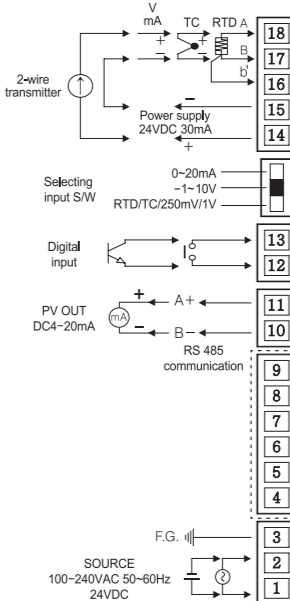 V
mA TC RTD A 18
+ + B 17
− − b' 16
2-wire
transmitter
− 15
Power supply
24VDC 30mA
+ 14
Selecting
input S/W
0~20mA
−1~10V
RTD/TC/250mV/1V
Digital
input
13
12
PV OUT
DC4−20mA
+ A+ 11
mA
− B− 10
RS 485
communication
9
8
7
6
5
4
F.G. 3
SOURCE
100−240VAC 50~60Hz
24VDC
2
1